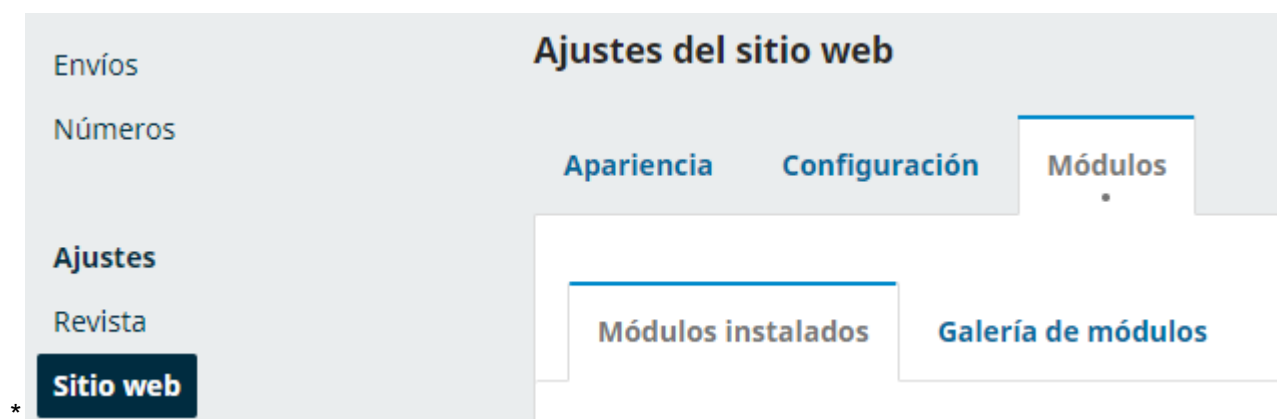 Envíos
Números
Ajustes
Revista
* Sitio web
Ajustes del sitio web
Apariencia Configuración Módulos
Módulos instalados Galería de módulos